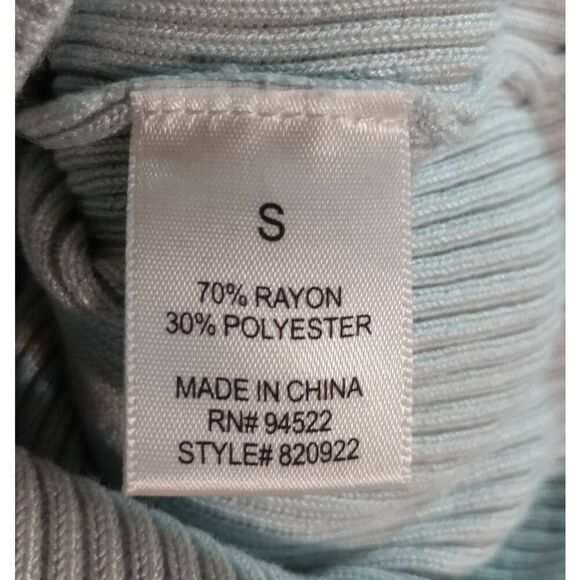 S
70% RAYON
30% POLYESTER
MADE IN CHINA
RN# 94522
STYLE# 820922